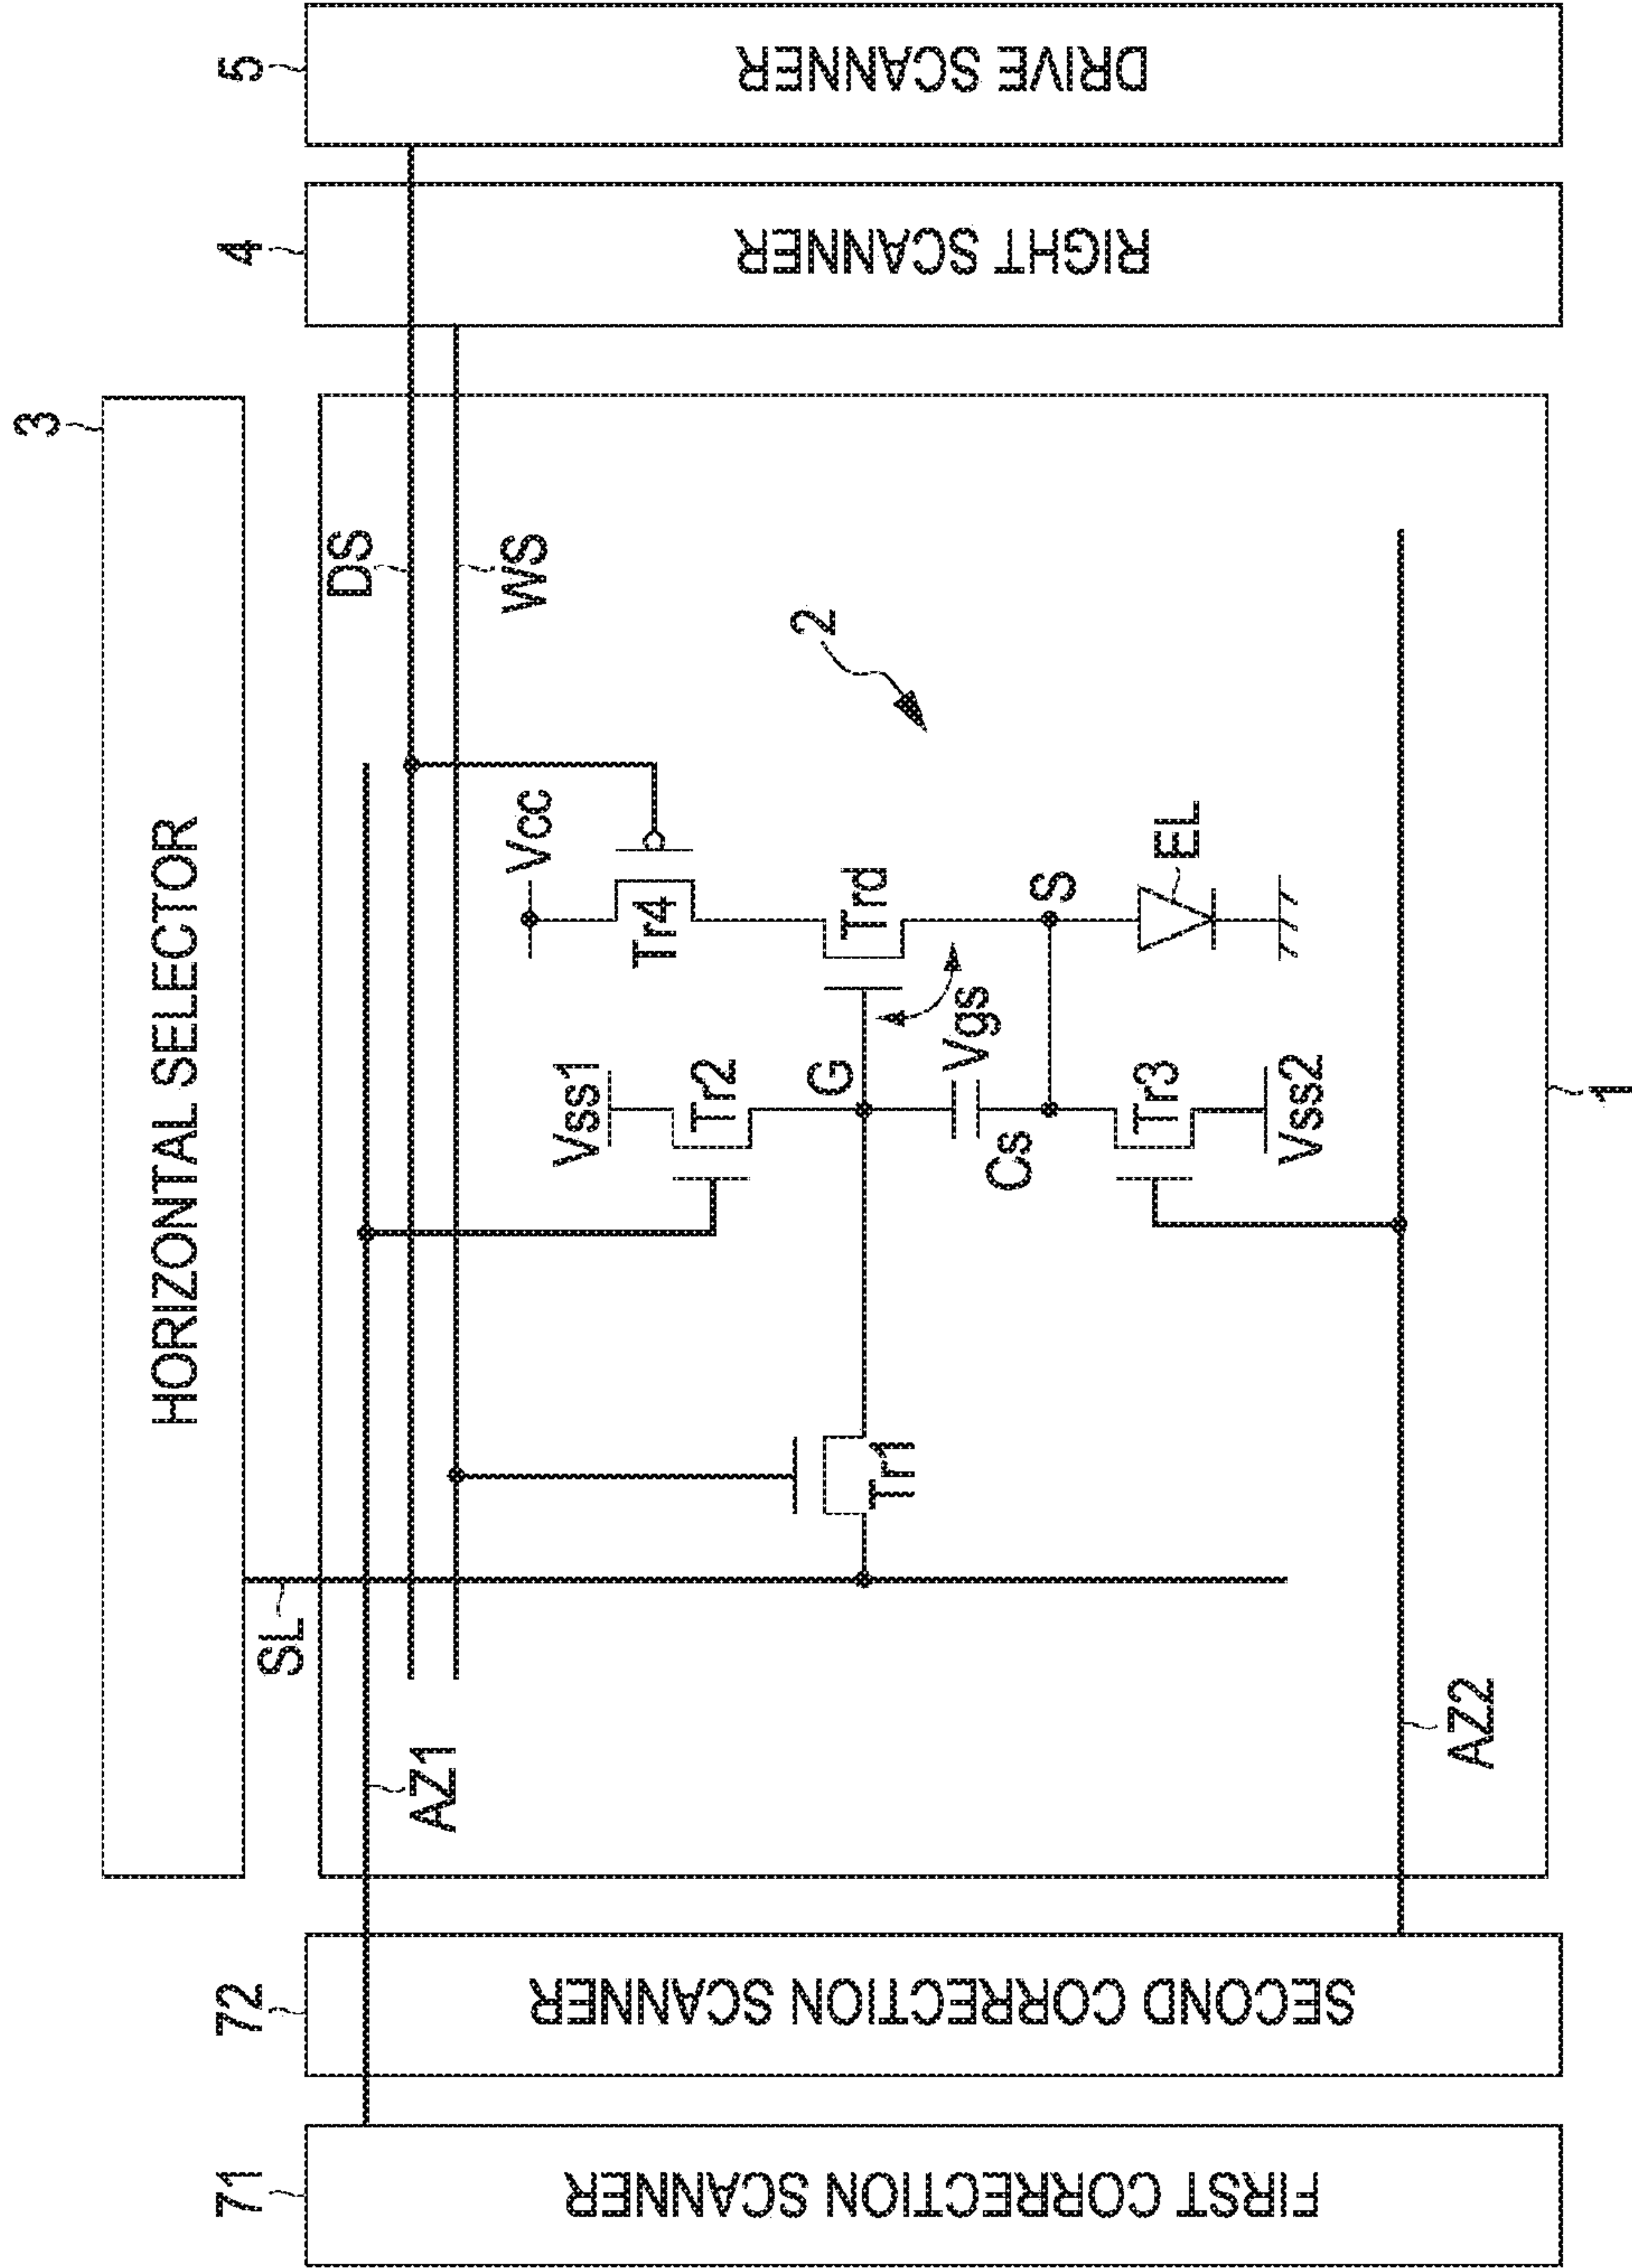 3
HORIZONTAL SELECTOR
71
FIRST CORRECTION SCANNER
72
SECOND CORRECTION SCANNER
4
RIGHT SCANNER
5
DRIVE SCANNER
SL
AZ1
DS
WS
Vss1
Vcc
Tr2
Tr4
Tr1
G
Trd
2
Vgs
Cs
S
Tr3
EL
Vss2
AZ2
1